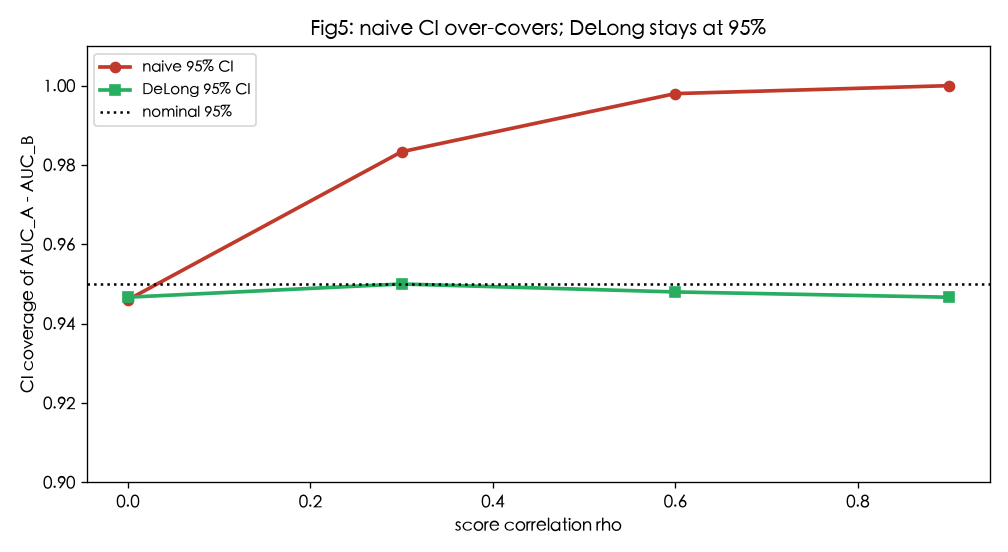 Fig5: naive CI over-covers; DeLong stays at 95%
naive 95% CI
DeLong 95% CI
nominal 95%
CI coverage of AUC_A - AUC_B
1.00
0.98
0.96
0.94
0.92
0.90
0.0
0.2
0.4
0.6
0.8
score correlation rho